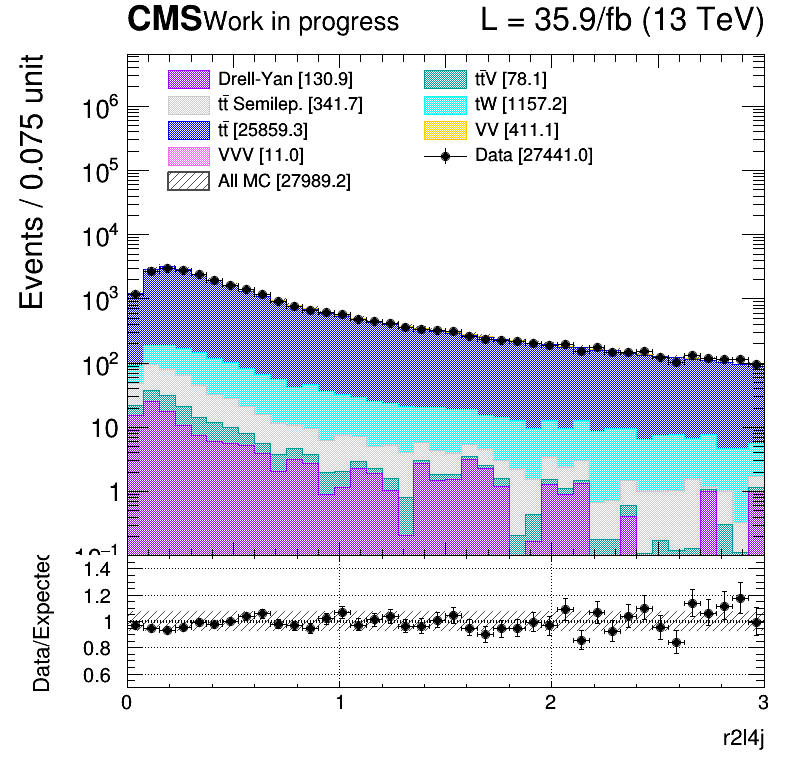 CMS Work in progress L = 35.9/fb (13 TeV)
Events / 0.075 unit
Drell-Yan [130.9]
tt̄V [78.1]
tt̄ Semilep. [341.7]
tW [1157.2]
tt̄ [25859.3]
VV [411.1]
VVV [11.0]
Data [27441.0]
All MC [27989.2]
10⁶
10⁵
10⁴
10³
10²
10
1
10⁻¹
Data/Expected
1.4
1.2
1
0.8
0.6
0 1 2 3
r2l4j